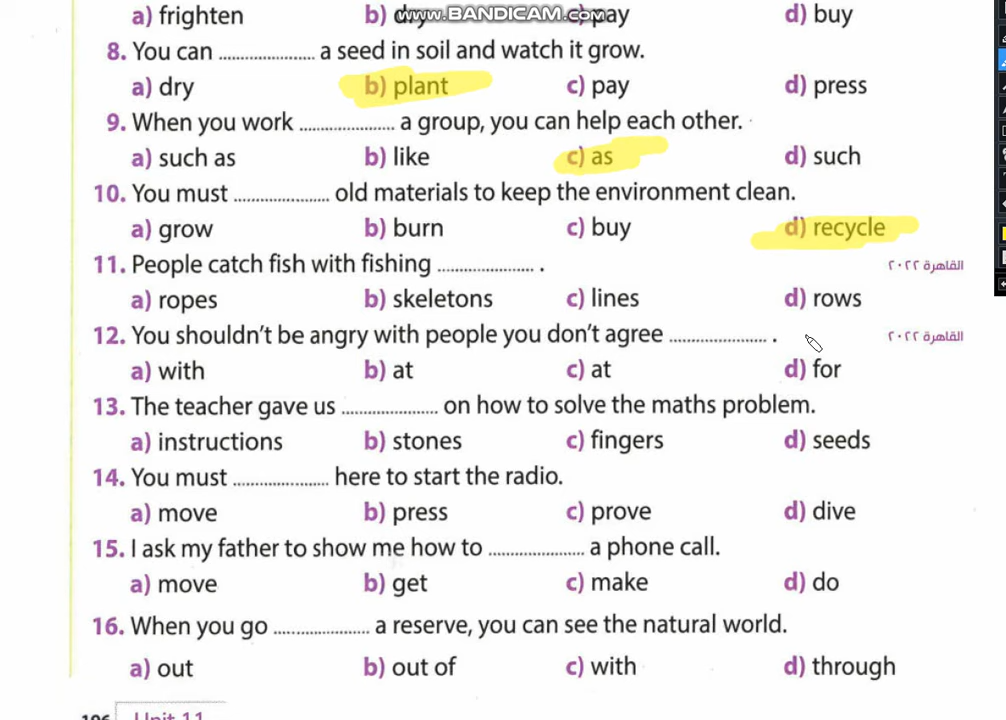 a) frighten b) dry c) pay d) buy
WWW.BANDICAM.COM
8. You can ...................... a seed in soil and watch it grow.
a) dry b) plant c) pay d) press
9. When you work ...................... a group, you can help each other.
a) such as b) like c) as d) such
10. You must ...................... old materials to keep the environment clean.
a) grow b) burn c) buy d) recycle
11. People catch fish with fishing ...................... . القاهرة ٢٠٢٢
a) ropes b) skeletons c) lines d) rows
12. You shouldn't be angry with people you don't agree ...................... . القاهرة ٢٠٢٢
a) with b) at c) at d) for
13. The teacher gave us ...................... on how to solve the maths problem.
a) instructions b) stones c) fingers d) seeds
14. You must ...................... here to start the radio.
a) move b) press c) prove d) dive
15. I ask my father to show me how to ...................... a phone call.
a) move b) get c) make d) do
16. When you go ...................... a reserve, you can see the natural world.
a) out b) out of c) with d) through
106 Unit 11